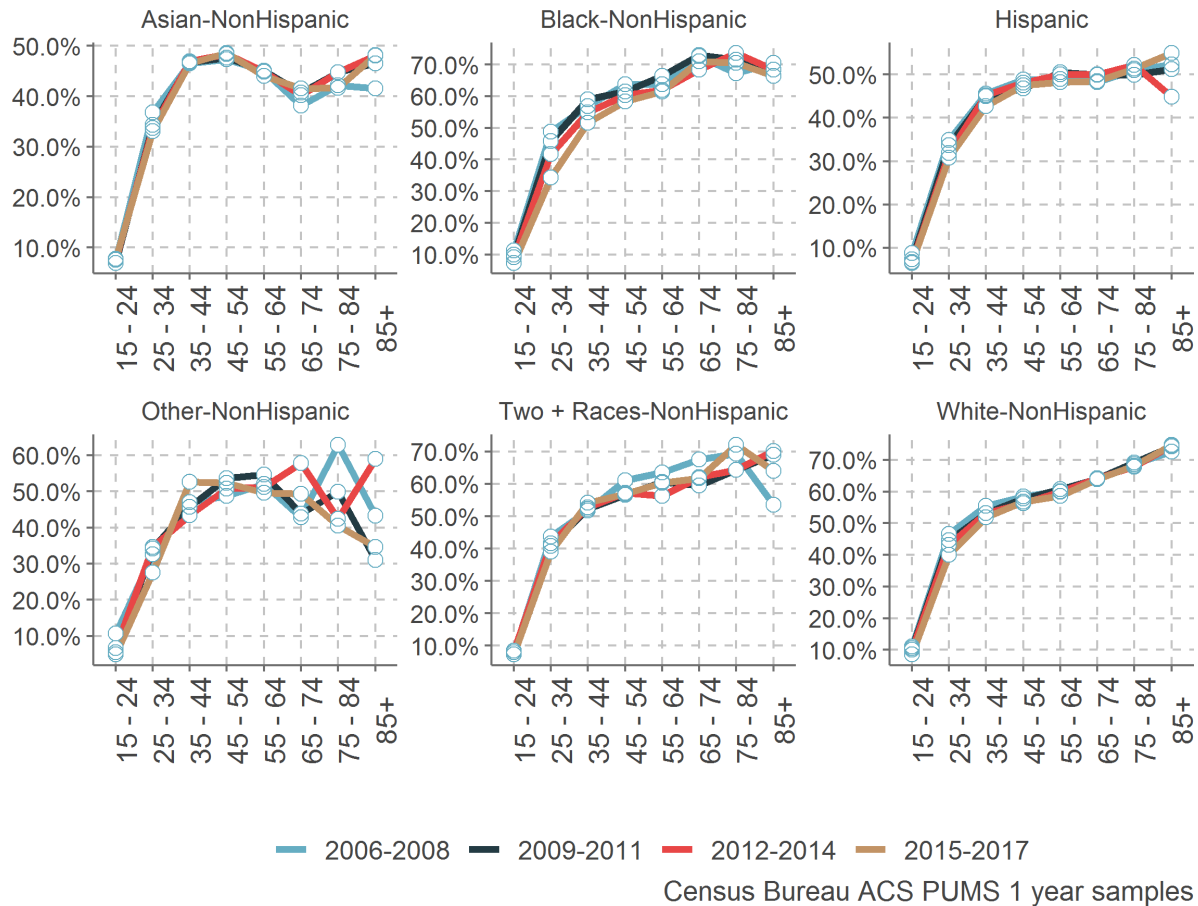 Asian-NonHispanic
50.0%
40.0%
30.0%
20.0%
10.0%
15 - 24
25 - 34
35 - 44
45 - 54
55 - 64
65 - 74
75 - 84
85+
Black-NonHispanic
70.0%
60.0%
50.0%
40.0%
30.0%
20.0%
10.0%
15 - 24
25 - 34
35 - 44
45 - 54
55 - 64
65 - 74
75 - 84
85+
Hispanic
50.0%
40.0%
30.0%
20.0%
10.0%
15 - 24
25 - 34
35 - 44
45 - 54
55 - 64
65 - 74
75 - 84
85+
Other-NonHispanic
60.0%
50.0%
40.0%
30.0%
20.0%
10.0%
15 - 24
25 - 34
35 - 44
45 - 54
55 - 64
65 - 74
75 - 84
85+
Two + Races-NonHispanic
70.0%
60.0%
50.0%
40.0%
30.0%
20.0%
10.0%
15 - 24
25 - 34
35 - 44
45 - 54
55 - 64
65 - 74
75 - 84
85+
White-NonHispanic
70.0%
60.0%
50.0%
40.0%
30.0%
20.0%
10.0%
15 - 24
25 - 34
35 - 44
45 - 54
55 - 64
65 - 74
75 - 84
85+
2006-2008 2009-2011 2012-2014 2015-2017
Census Bureau ACS PUMS 1 year samples